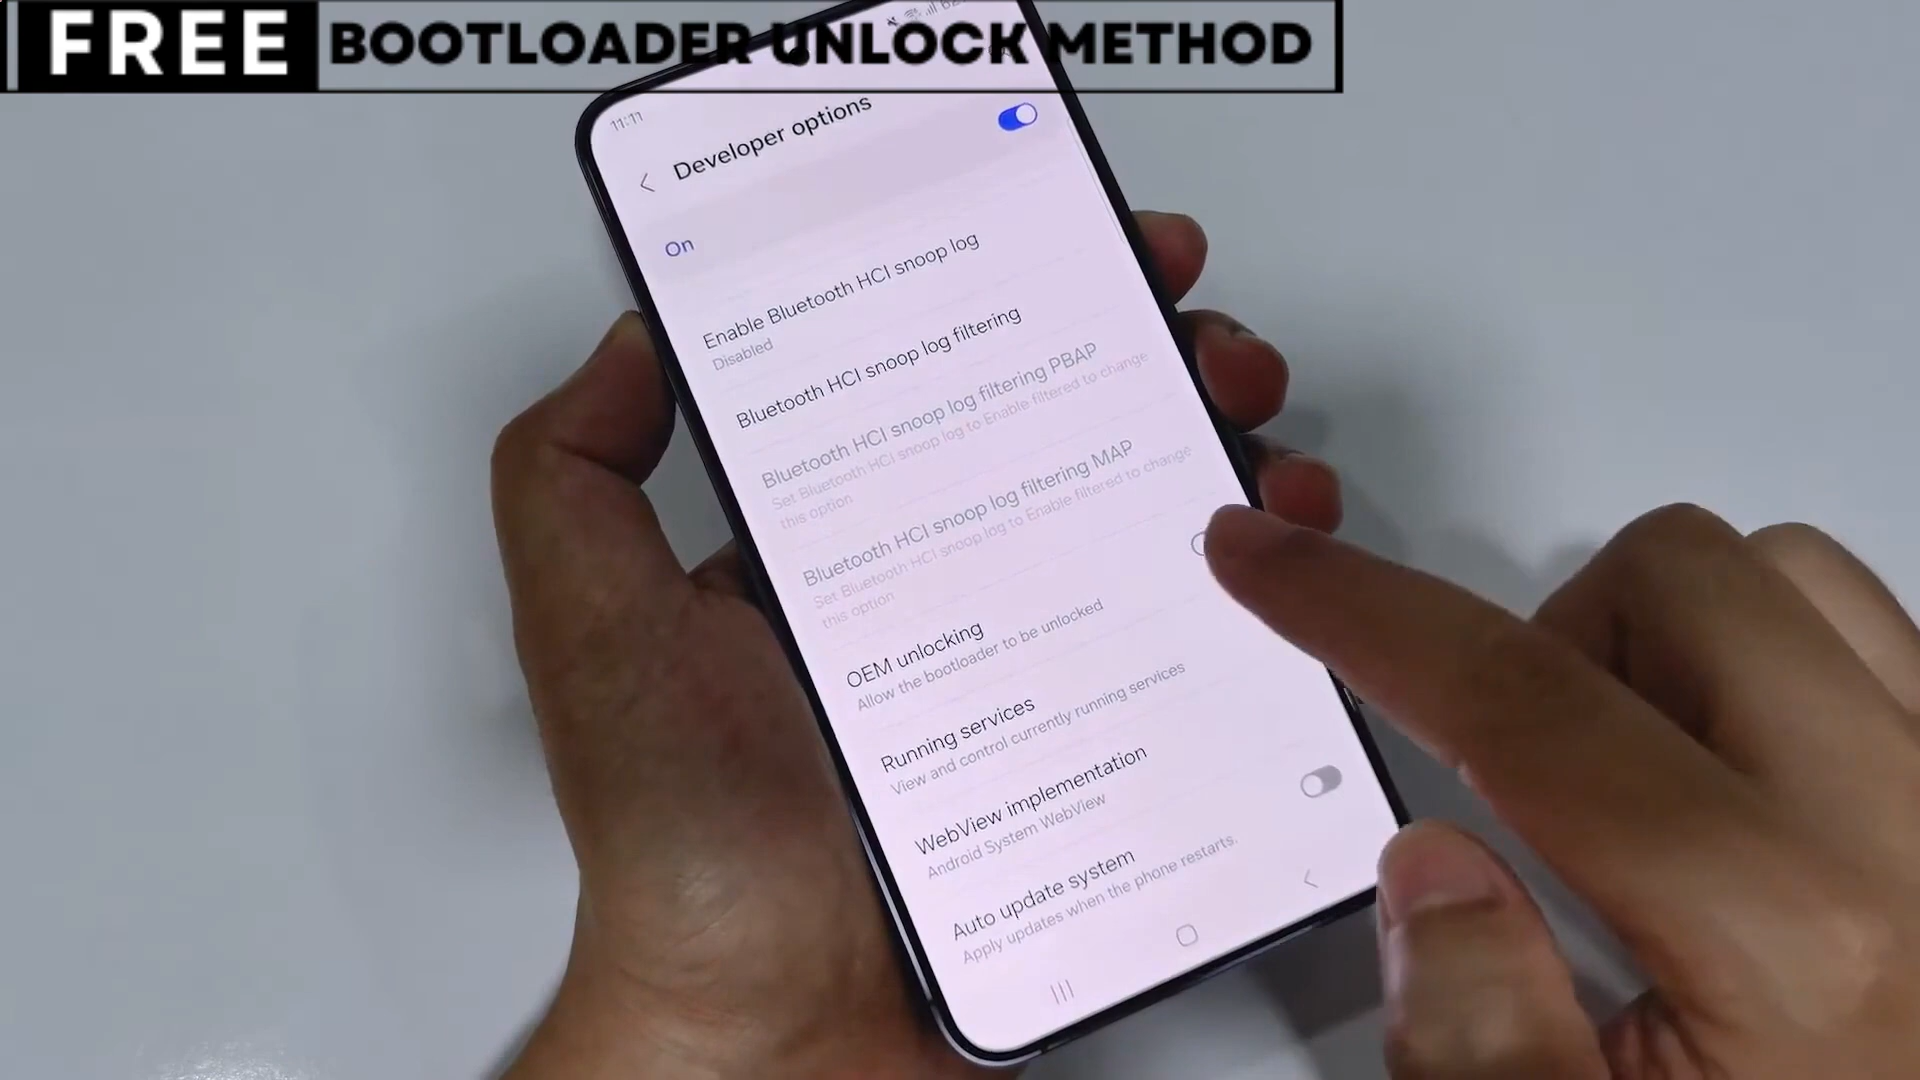 FREE BOOTLOADER UNLOCK METHOD
11:11
Developer options
On
Enable Bluetooth HCI snoop log
Disabled
Bluetooth HCI snoop log filtering
Bluetooth HCI snoop log filtering PBAP
Set Bluetooth HCI snoop log to Enable filtered to change
this option
Bluetooth HCI snoop log filtering MAP
Set Bluetooth HCI snoop log to Enable filtered to change
this option
OEM unlocking
Allow the bootloader to be unlocked
Running services
View and control currently running services
WebView implementation
Android System WebView
Auto update system
Apply updates when the phone restarts.